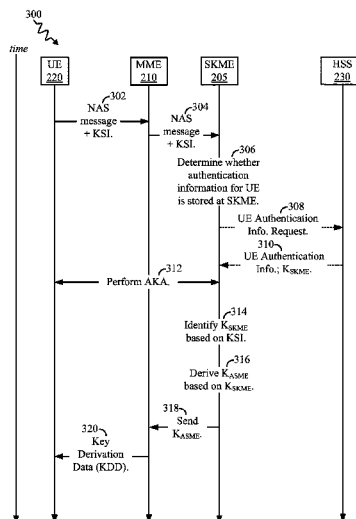 300
time
UE
220
MME
210
SKME
205
HSS
230
302
NAS
message
+ KSI.
304
NAS
message
+ KSI.
306
Determine whether
authentication
information for UE
is stored at SKME.
308
UE Authentication
Info. Request.
310
UE Authentication
Info.; KSKME.
312
Perform AKA.
314
Identify KSKME
based on KSI.
316
Derive KASME
based on KSKME.
318
Send
KASME.
320
Key
Derivation
Data (KDD).